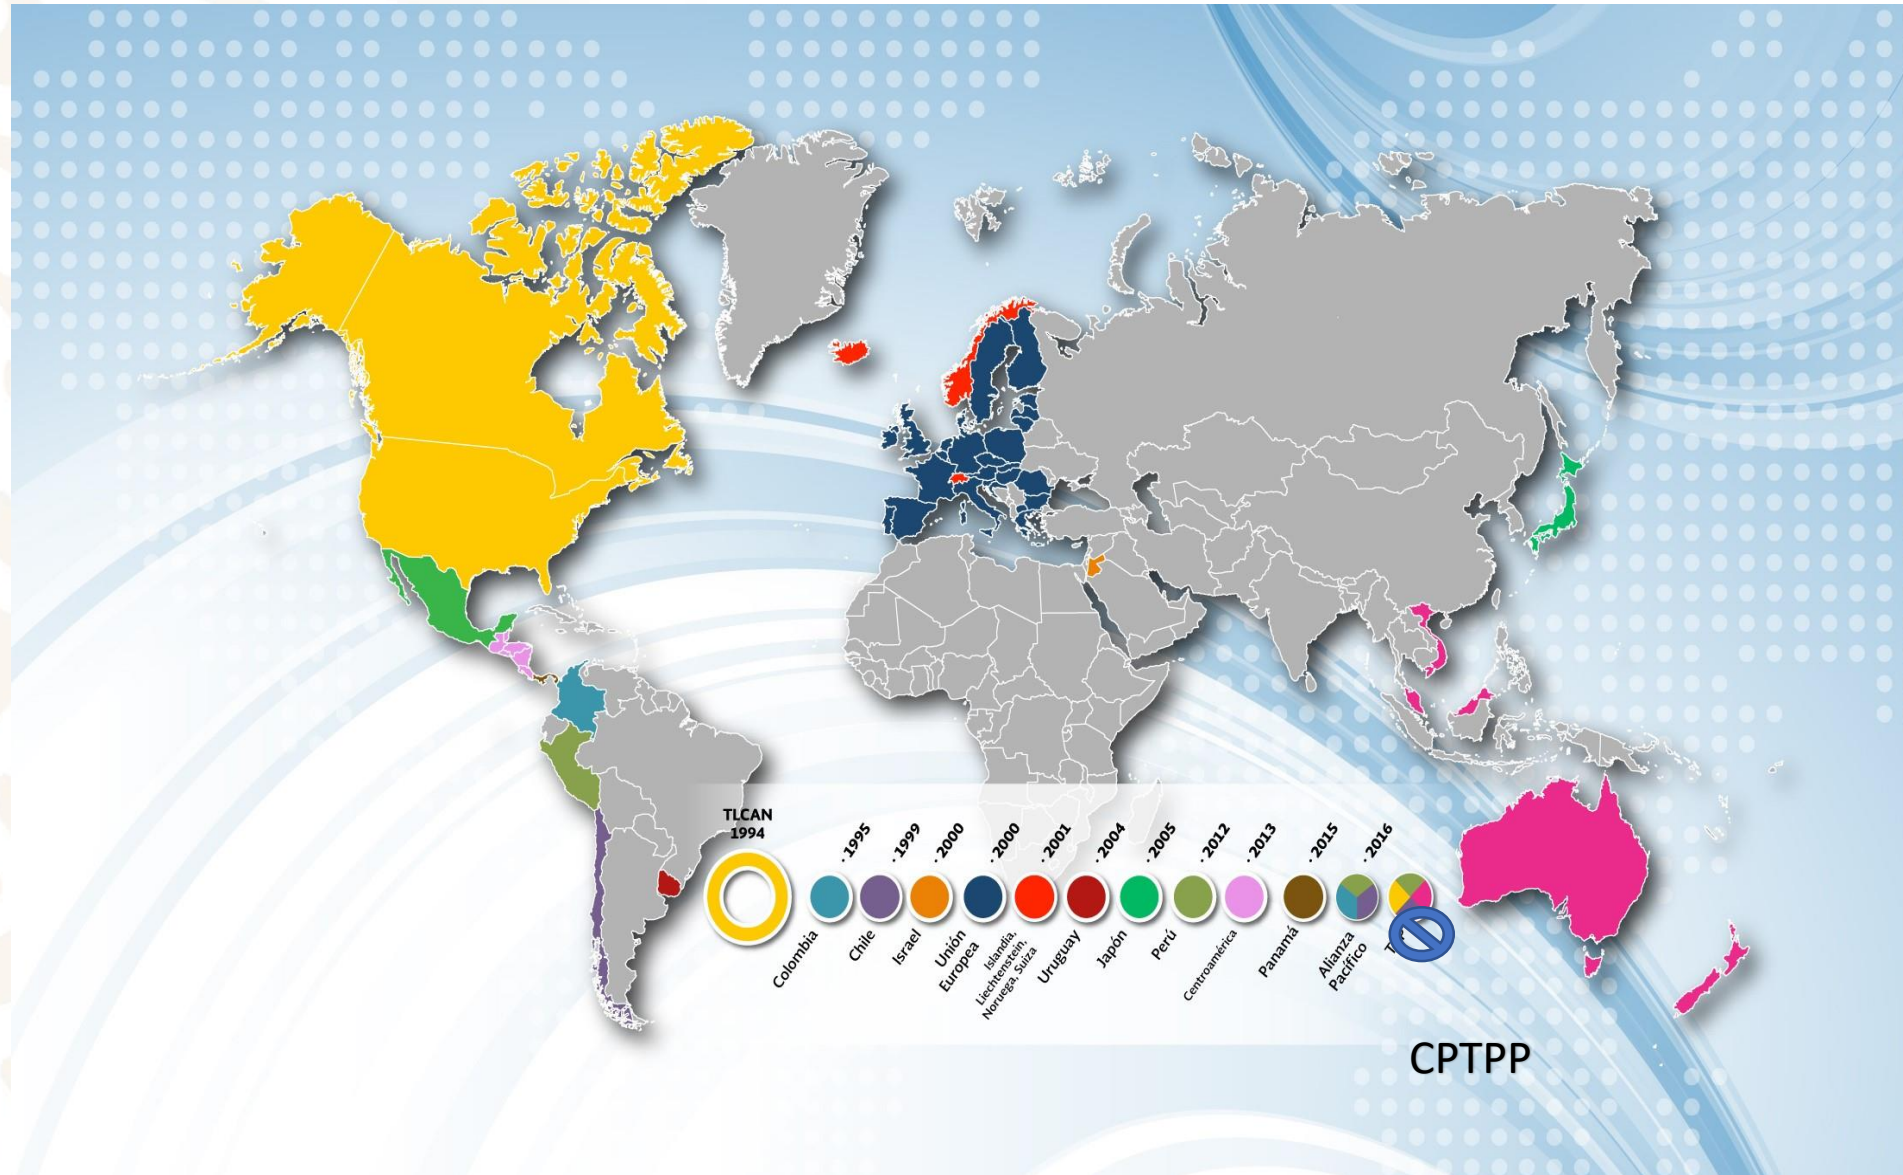 TLCAN
1994
· 1995
· 1999
· 2000
· 2000
· 2001
· 2004
· 2005
· 2012
· 2013
· 2015
· 2016
Colombia
Chile
Israel
Unión
Europea
Islandia,
Liechtenstein,
Noruega, Suiza
Uruguay
Japón
Perú
Centroamérica
Panamá
Alianza
Pacífico
CPTPP